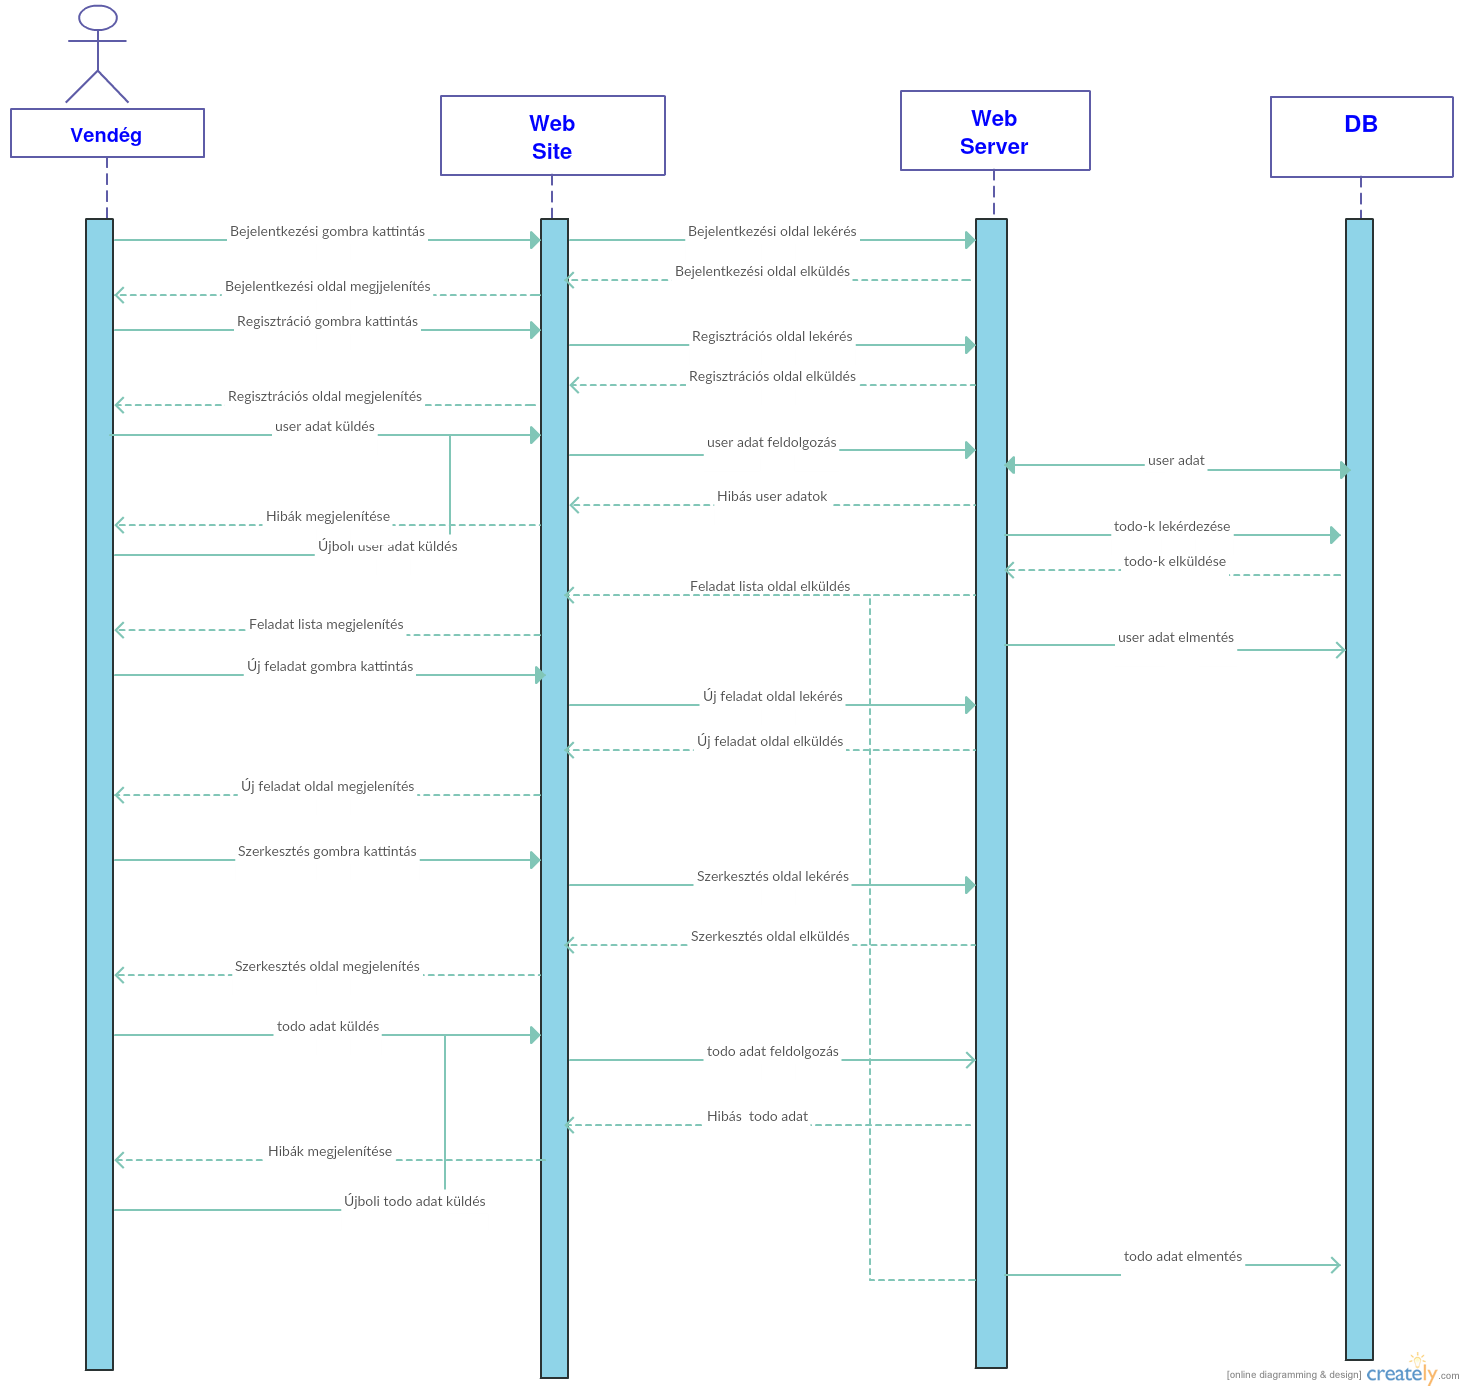 Vendég
Web
Site
Web
Server
DB
Bejelentkezési gombra kattintás
Bejelentkezési oldal lekérés
Bejelentkezési oldal elküldés
Bejelentkezési oldal megjjelenítés
Regisztráció gombra kattintás
Regisztrációs oldal lekérés
Regisztrációs oldal elküldés
Regisztrációs oldal megjelenítés
user adat küldés
user adat feldolgozás
user adat
Hibás user adatok
Hibák megjelenítése
todo-k lekérdezése
Újboli user adat küldés
todo-k elküldése
Feladat lista oldal elküldés
Feladat lista megjelenítés
user adat elmentés
Új feladat gombra kattintás
Új feladat oldal lekérés
Új feladat oldal elküldés
Új feladat oldal megjelenítés
Szerkesztés gombra kattintás
Szerkesztés oldal lekérés
Szerkesztés oldal elküldés
Szerkesztés oldal megjelenítés
todo adat küldés
todo adat feldolgozás
Hibás todo adat
Hibák megjelenítése
Újboli todo adat küldés
todo adat elmentés
[online diagramming & design] creately.com